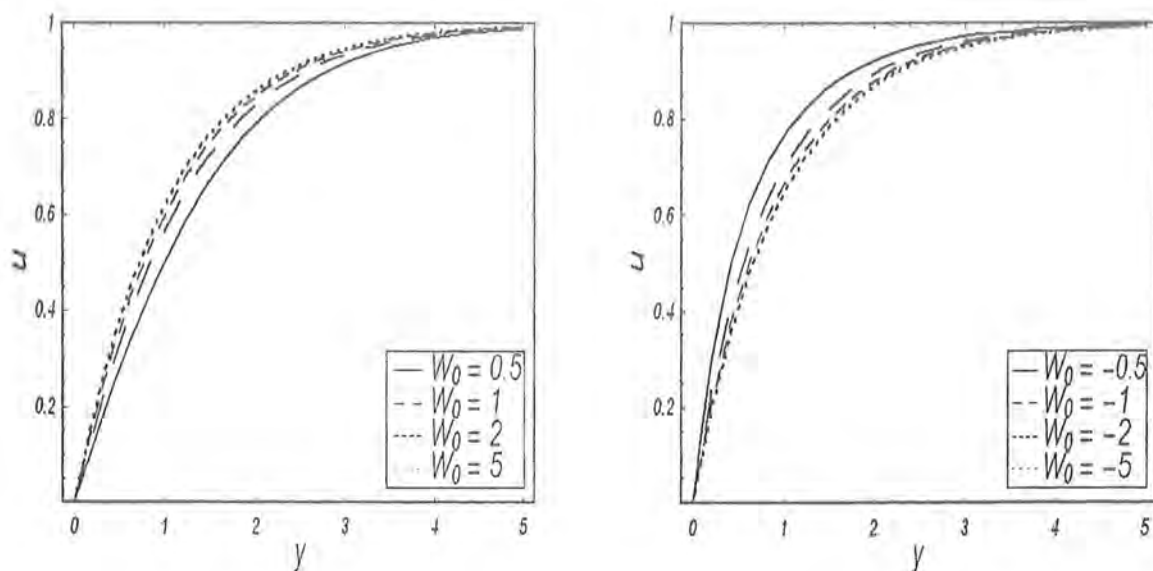 1
0.8
0.6
0.4
0.2
u
0 1 2 3 4 5
y
W0 = 0.5
W0 = 1
W0 = 2
W0 = 5
1
0.8
0.6
0.4
0.2
u
0 1 2 3 4 5
y
W0 = -0.5
W0 = -1
W0 = -2
W0 = -5